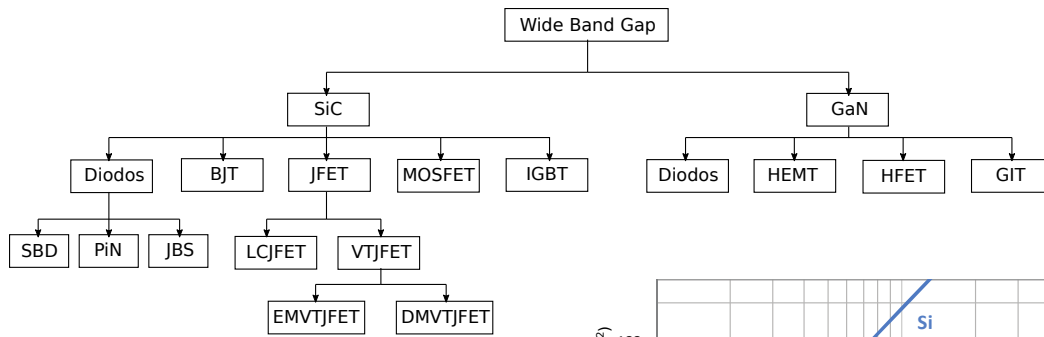 Wide Band Gap
SiC
GaN
Diodos
BJT
JFET
MOSFET
IGBT
Diodos
HEMT
HFET
GIT
SBD
PiN
JBS
LCJFET
VTJFET
EMVTJFET
DMVTJFET
Si